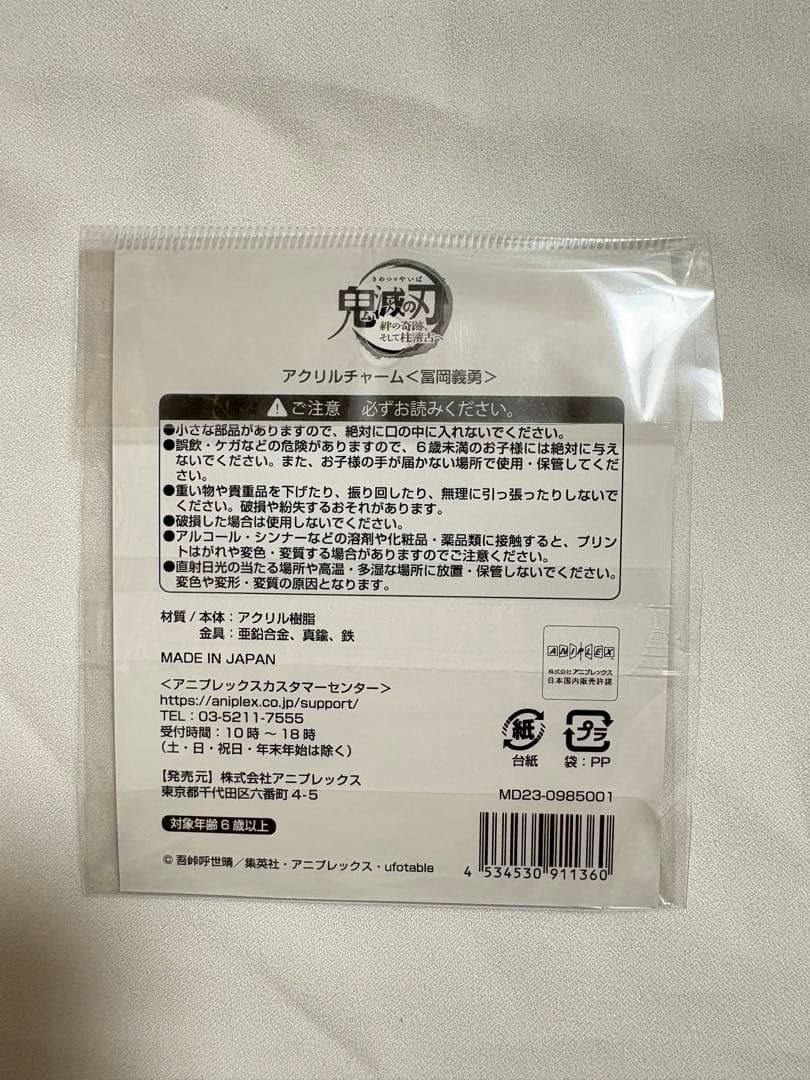 きめつのやいば
鬼滅の刃
絆の奇跡、
そして柱稽古へ
アクリルチャーム<冨岡義勇>
ご注意 必ずお読みください。
●小さな部品がありますので、絶対に口の中に入れないでください。
●誤飲・ケガなどの危険がありますので、6歳未満のお子様には絶対に与え
ないでください。また、お子様の手が届かない場所で使用・保管してくだ
さい。
●重い物や貴重品を下げたり、振り回したり、無理に引っ張ったりしないで
ください。破損や紛失するおそれがあります。
●破損した場合は使用しないでください。
●アルコール・シンナーなどの溶剤や化粧品・薬品類に接触すると、プリン
トはがれや変色・変質する場合がありますのでご注意ください。
●直射日光の当たる場所や高温・多湿な場所に放置・保管しないでください。
変色や変形・変質の原因となります。
材質/本体:アクリル樹脂
金具:亜鉛合金、真鍮、鉄
MADE IN JAPAN
ANIPLEX
株式会社アニプレックス
日本国内販売許諾
<アニプレックスカスタマーセンター>
https://aniplex.co.jp/support/
TEL:03-5211-7555
受付時間:10時~18時
(土・日・祝日・年末年始は除く)
紙
台紙
プラ
袋:PP
【発売元】株式会社アニプレックス
東京都千代田区六番町4-5
MD23-0985001
対象年齢6歳以上
© 吾峠呼世晴/集英社・アニプレックス・ufotable
4 534530 911360